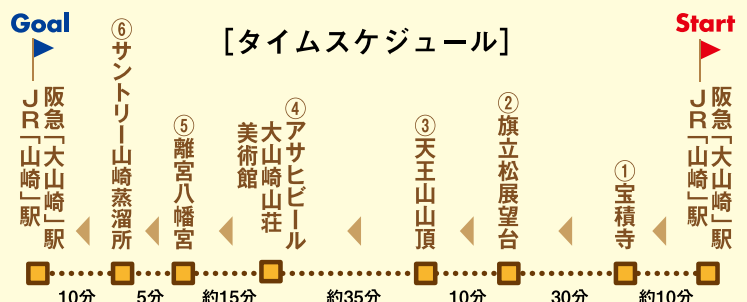 [タイムスケジュール]
Start
阪急「大山崎」駅
JR「山崎」駅
約10分
①宝積寺
30分
②旗立松展望台
10分
③天王山山頂
約35分
④アサヒビール
大山崎山荘
美術館
約15分
⑤離宮八幡宮
5分
⑥サントリー山崎蒸溜所
10分
Goal
阪急「大山崎」駅
JR「山崎」駅